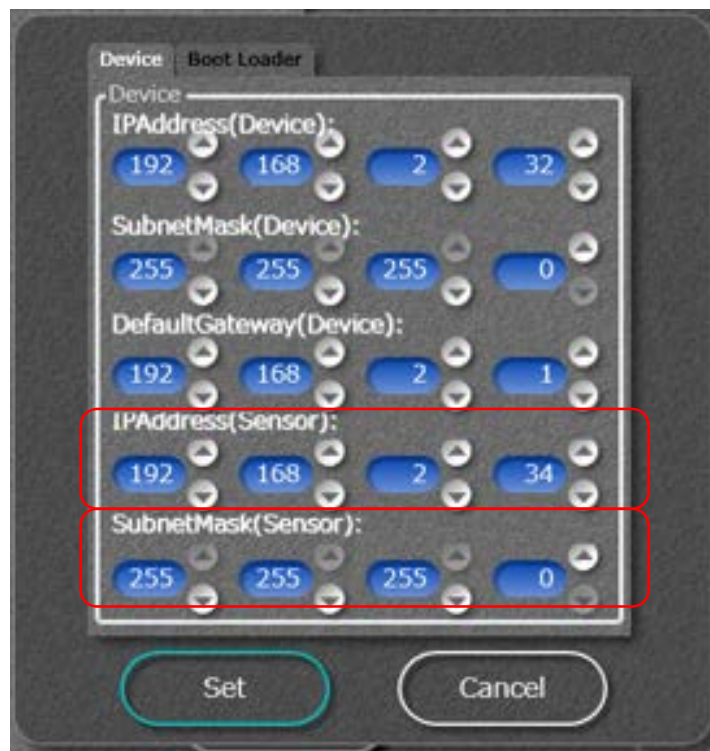 Device Boot Loader
Device
IPAddress(Device):
192 168 2 32
SubnetMask(Device):
255 255 255 0
DefaultGateway(Device):
192 168 2 1
IPAddress(Sensor):
192 168 2 34
SubnetMask(Sensor):
255 255 255 0
Set Cancel